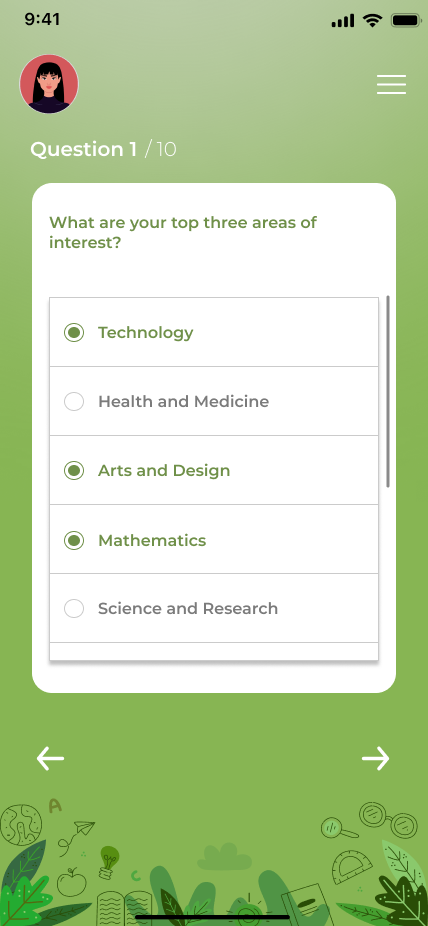 9:41
Question 1 / 10
What are your top three areas of
interest?
Technology
Health and Medicine
Arts and Design
Mathematics
Science and Research
A